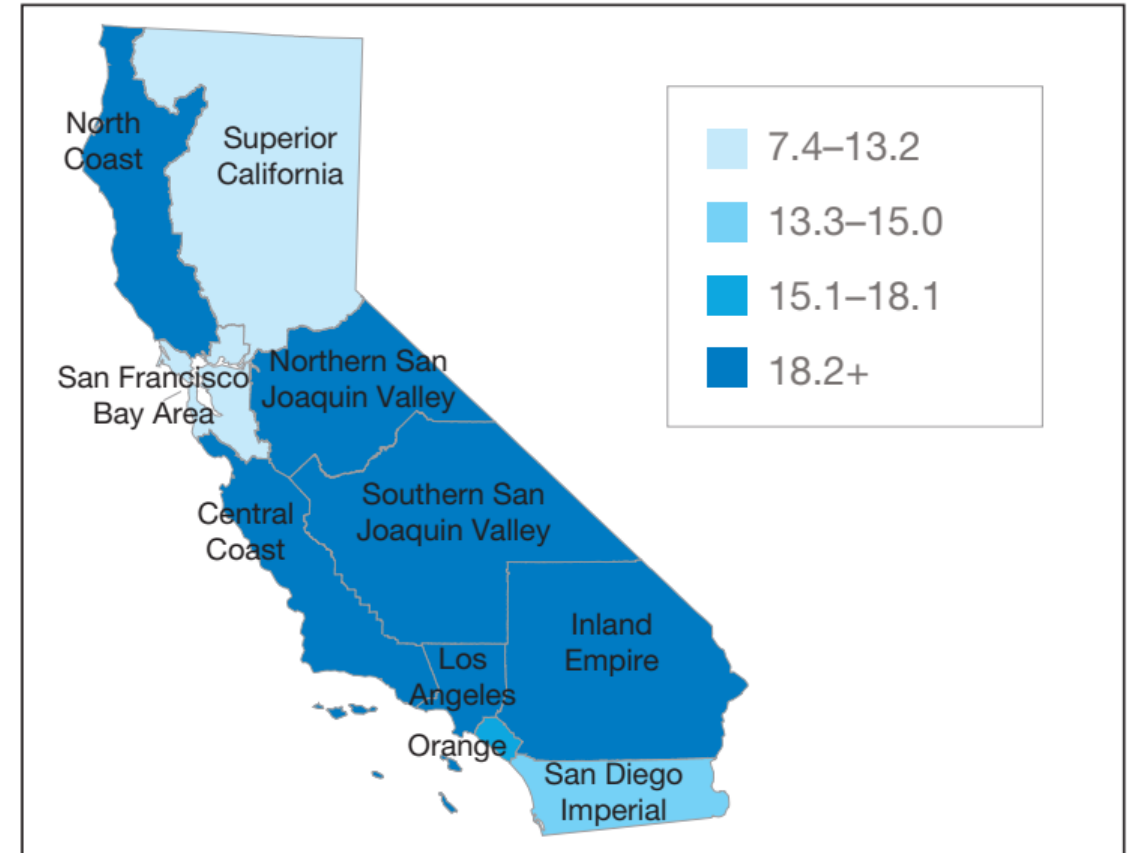 North
Coast
Superior
California
San Francisco
Bay Area
Northern San
Joaquin Valley
Central
Coast
Southern San
Joaquin Valley
Inland
Empire
Los
Angeles
Orange
San Diego
Imperial
7.4–13.2
13.3–15.0
15.1–18.1
18.2+